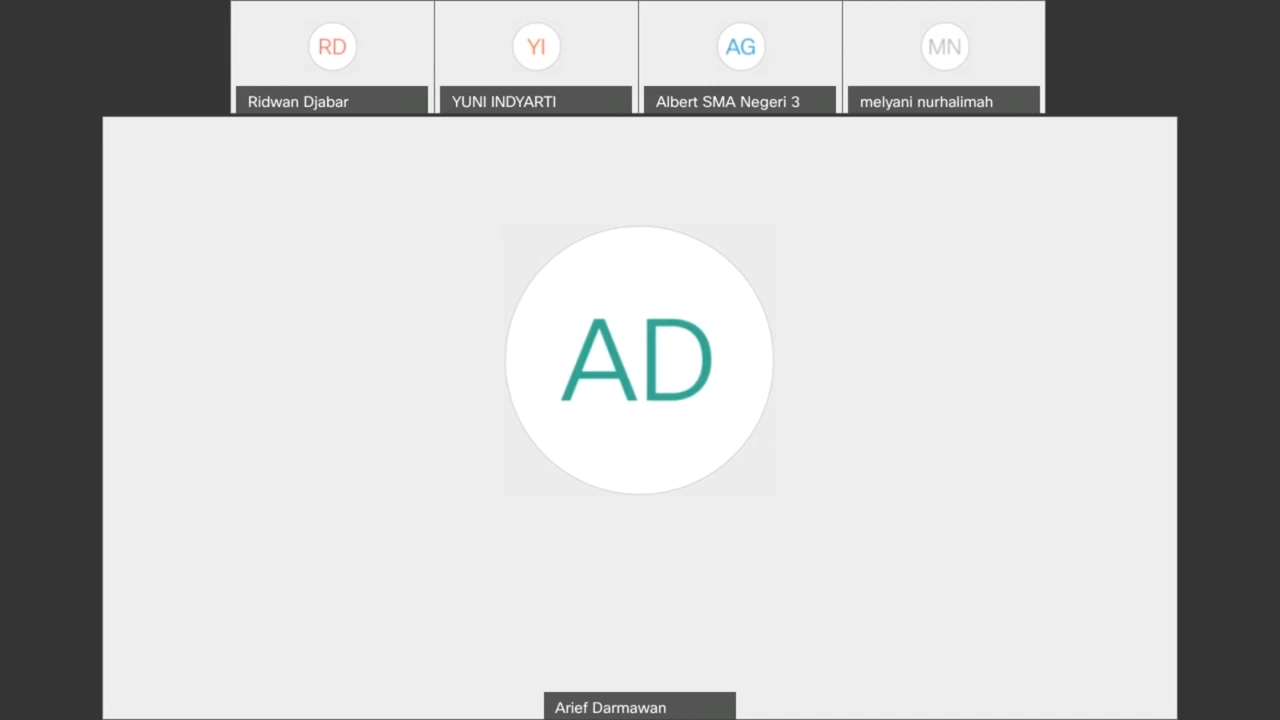 RD
YI
AG
MN
Ridwan Djabar
YUNI INDYARTI
Albert SMA Negeri 3
melyani nurhalimah
AD
Arief Darmawan